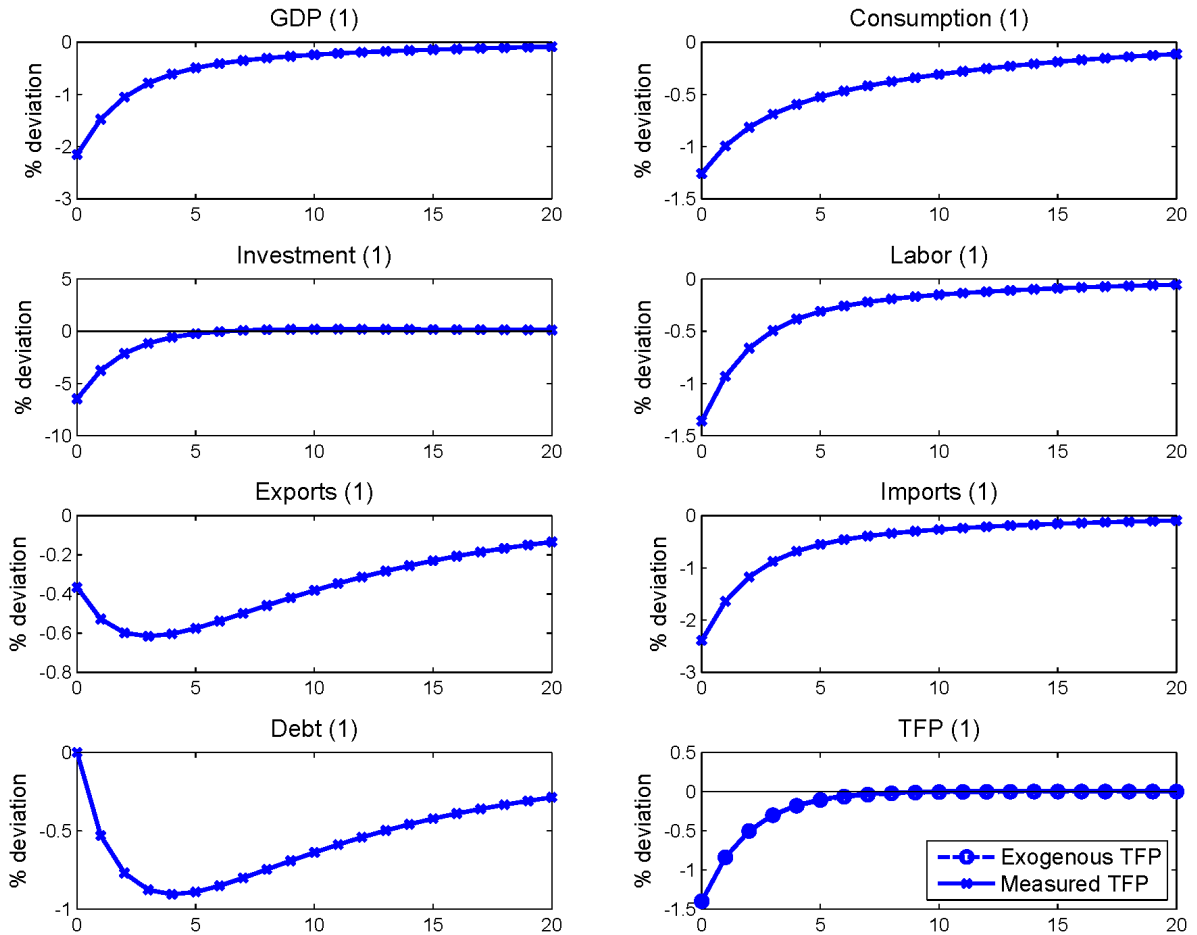 GDP (1)
% deviation
0
-1
-2
-3
0 5 10 15 20
Consumption (1)
% deviation
0
-0.5
-1
-1.5
0 5 10 15 20
Investment (1)
% deviation
5
0
-5
-10
0 5 10 15 20
Labor (1)
% deviation
0
-0.5
-1
-1.5
0 5 10 15 20
Exports (1)
% deviation
0
-0.2
-0.4
-0.6
-0.8
0 5 10 15 20
Imports (1)
% deviation
0
-1
-2
-3
0 5 10 15 20
Debt (1)
% deviation
0
-0.5
-1
0 5 10 15 20
TFP (1)
% deviation
0.5
0
-0.5
-1
-1.5
0 5 10 15 20
Exogenous TFP
Measured TFP